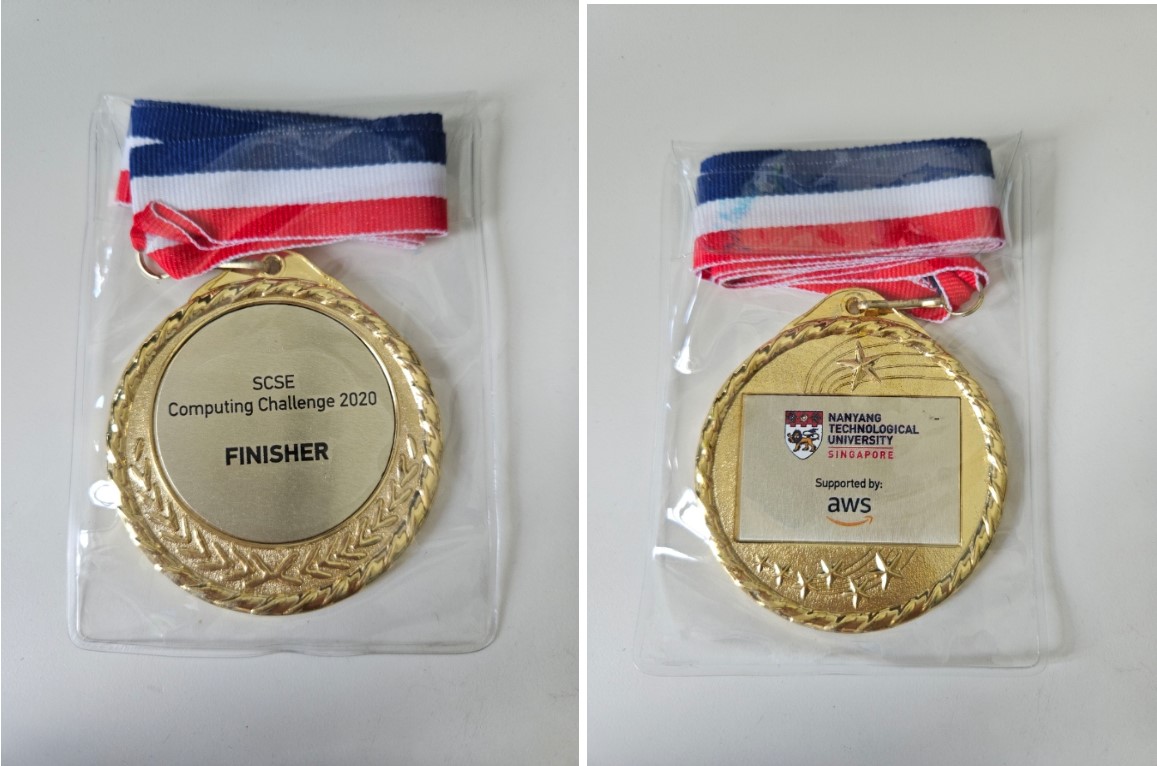 SCSE
Computing Challenge 2020
FINISHER
NANYANG
TECHNOLOGICAL
UNIVERSITY
SINGAPORE
Supported by:
aws